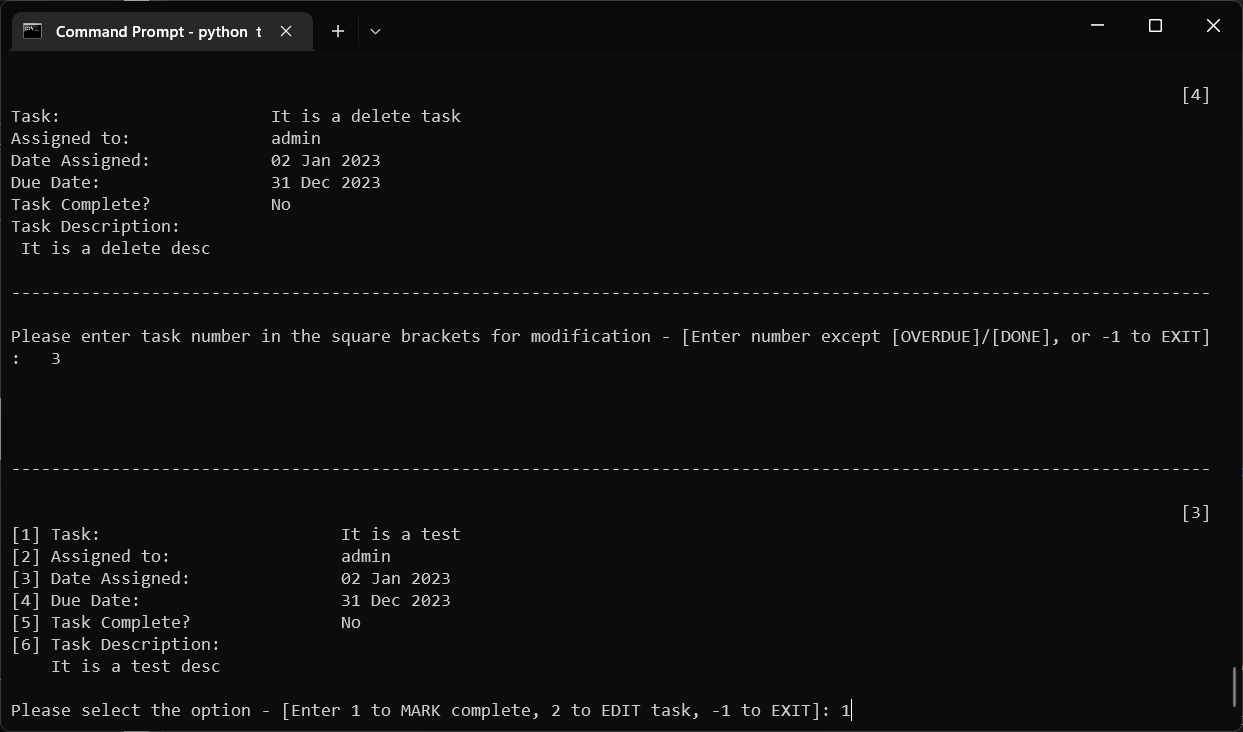 Command Prompt - python t
[4]
Task: It is a delete task
Assigned to: admin
Date Assigned: 02 Jan 2023
Due Date: 31 Dec 2023
Task Complete? No
Task Description:
It is a delete desc
------------------------------------------------------------------------------------------------------------------------
Please enter task number in the square brackets for modification - [Enter number except [OVERDUE]/[DONE], or -1 to EXIT]
: 3
------------------------------------------------------------------------------------------------------------------------
[3]
[1] Task: It is a test
[2] Assigned to: admin
[3] Date Assigned: 02 Jan 2023
[4] Due Date: 31 Dec 2023
[5] Task Complete? No
[6] Task Description:
It is a test desc
Please select the option - [Enter 1 to MARK complete, 2 to EDIT task, -1 to EXIT]: 1